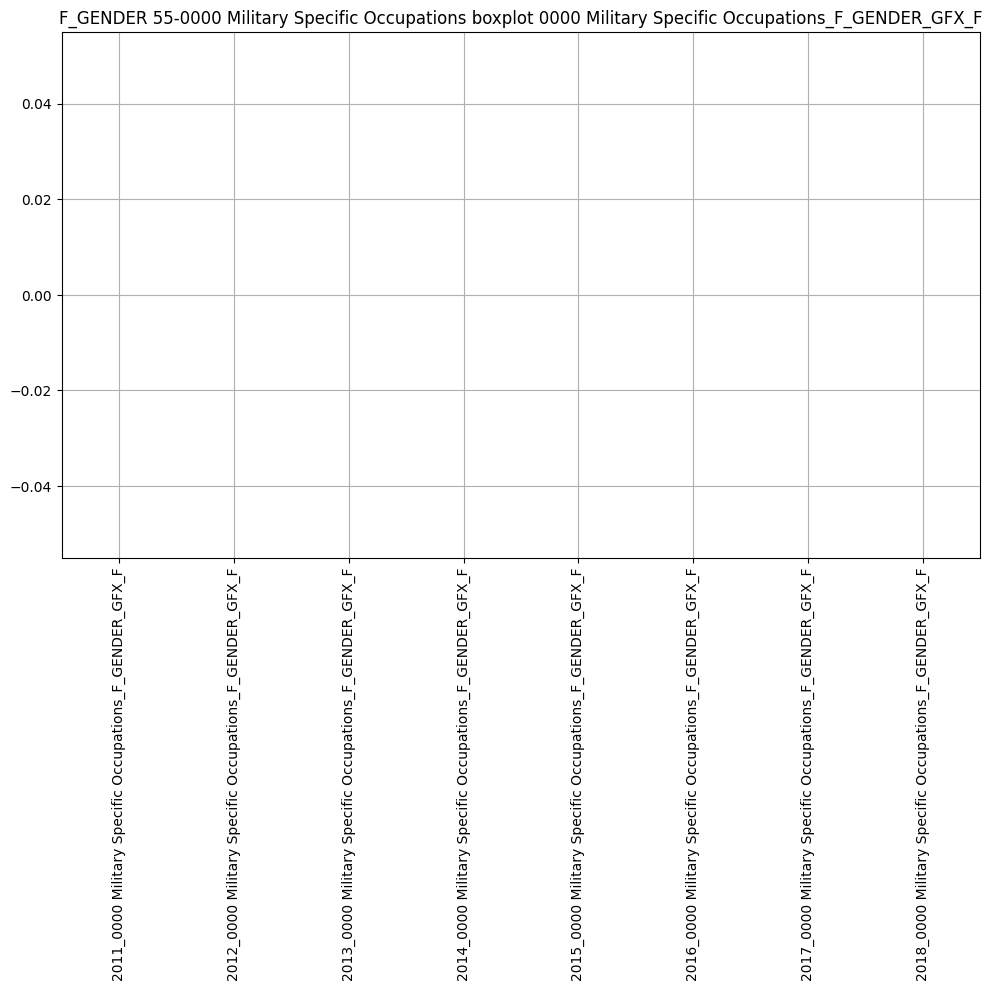 F_GENDER 55-0000 Military Specific Occupations boxplot 0000 Military Specific Occupations_F_GENDER_GFX_F
0.04
0.02
0.00
−0.02
−0.04
2011_0000 Military Specific Occupations_F_GENDER_GFX_F
2012_0000 Military Specific Occupations_F_GENDER_GFX_F
2013_0000 Military Specific Occupations_F_GENDER_GFX_F
2014_0000 Military Specific Occupations_F_GENDER_GFX_F
2015_0000 Military Specific Occupations_F_GENDER_GFX_F
2016_0000 Military Specific Occupations_F_GENDER_GFX_F
2017_0000 Military Specific Occupations_F_GENDER_GFX_F
2018_0000 Military Specific Occupations_F_GENDER_GFX_F